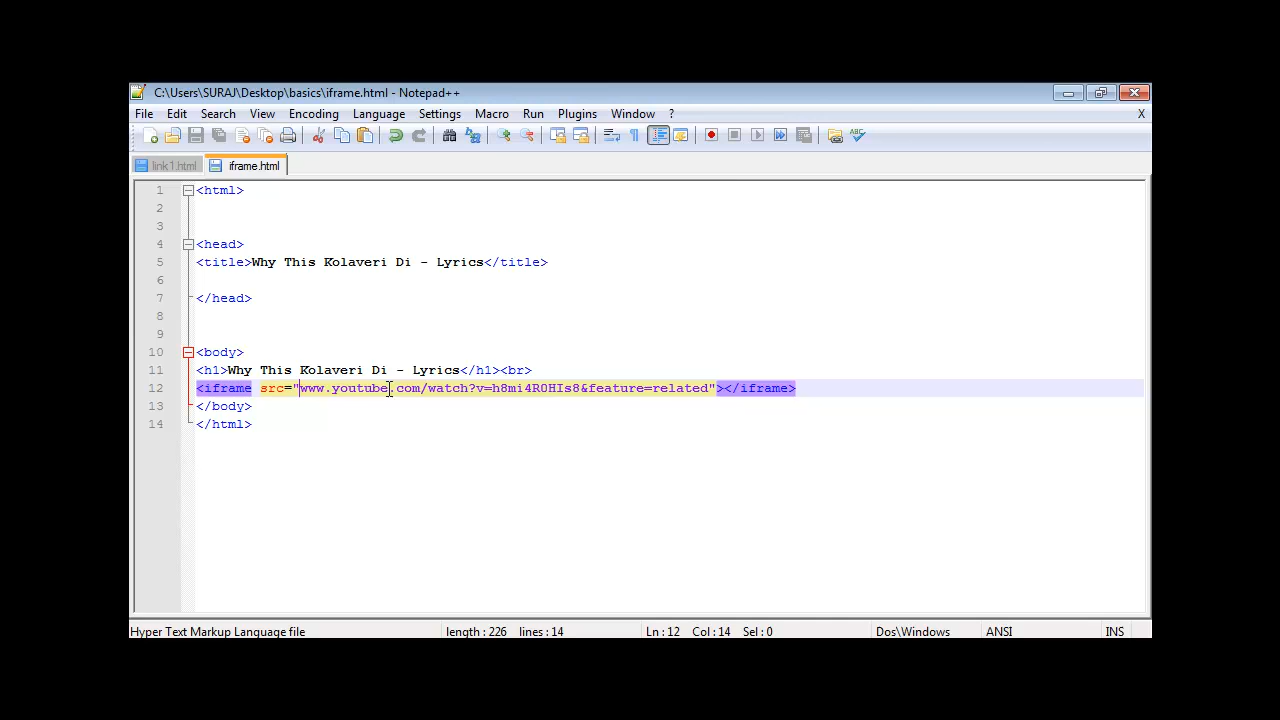 C:\Users\SURAJ\Desktop\basics\iframe.html - Notepad++
File Edit Search View Encoding Language Settings Macro Run Plugins Window ? X
link1.html iframe.html
1 <html>
2
3
4 <head>
5 <title>Why This Kolaveri Di - Lyrics</title>
6
7 </head>
8
9
10 <body>
11 <h1>Why This Kolaveri Di - Lyrics</h1><br>
12 <iframe src="www.youtube.com/watch?v=h8mi4R0HIs8&feature=related"></iframe>
13 </body>
14 </html>
Hyper Text Markup Language file length : 226 lines : 14 Ln : 12 Col : 14 Sel : 0 Dos\Windows ANSI INS